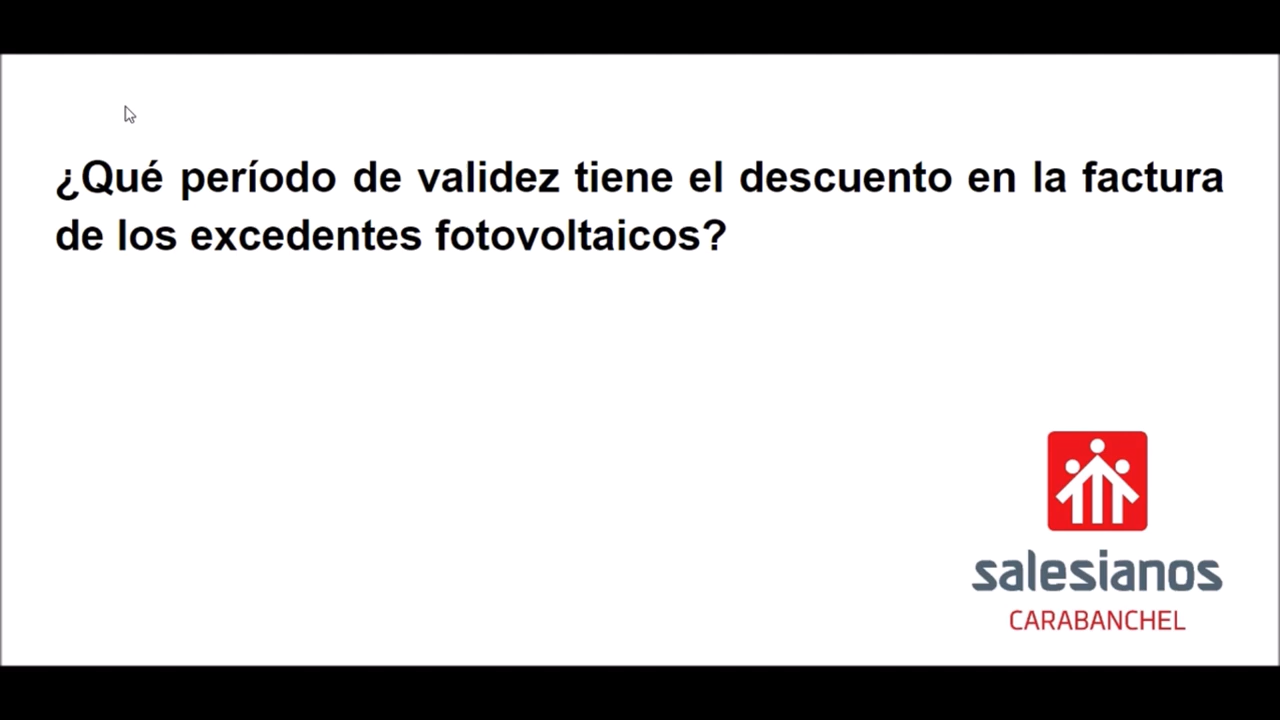 ¿Qué período de validez tiene el descuento en la factura
de los excedentes fotovoltaicos?
salesianos
CARABANCHEL